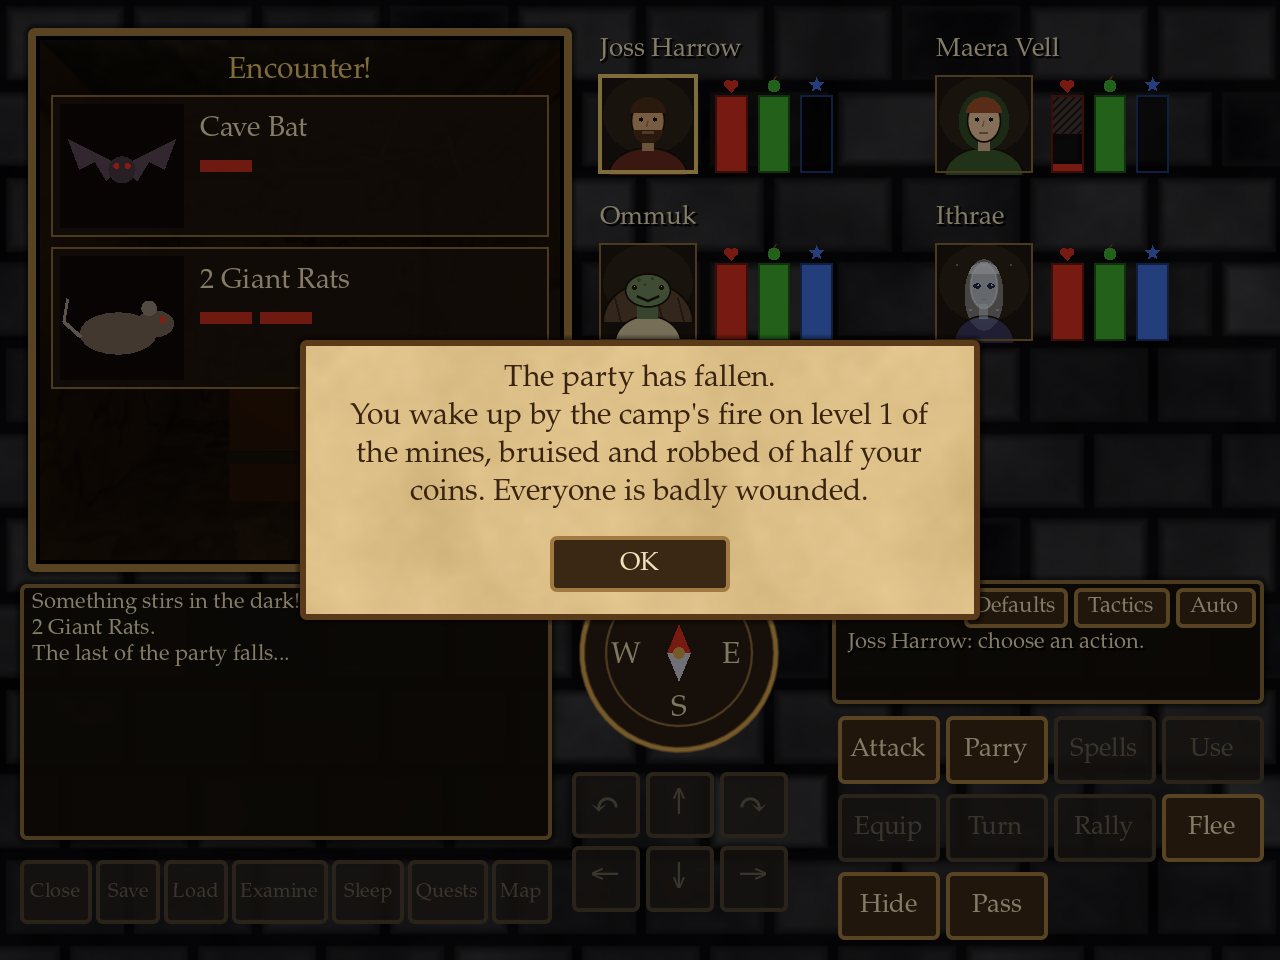 Encounter!
Cave Bat
2 Giant Rats
Joss Harrow
Maera Vell
Ommuk
Ithrae
The party has fallen.
You wake up by the camp's fire on level 1 of
the mines, bruised and robbed of half your
coins. Everyone is badly wounded.
OK
Something stirs in the dark!
2 Giant Rats.
The last of the party falls...
W
E
S
Defaults
Tactics
Auto
Joss Harrow: choose an action.
Attack
Parry
Spells
Use
Equip
Turn
Rally
Flee
Hide
Pass
Close
Save
Load
Examine
Sleep
Quests
Map